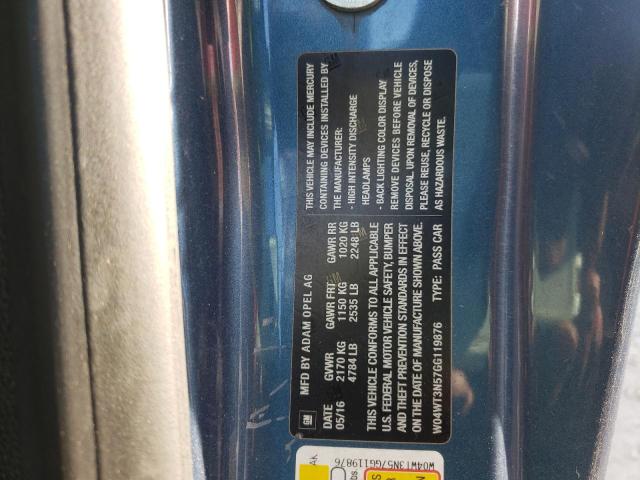 GM
MFD BY ADAM OPEL AG
DATE GVWR GAWR FRT GAWR RR
05/16 2170 KG 1150 KG 1020 KG
4784 LB 2535 LB 2248 LB
THIS VEHICLE CONFORMS TO ALL APPLICABLE
U.S. FEDERAL MOTOR VEHICLE SAFETY, BUMPER
AND THEFT PREVENTION STANDARDS IN EFFECT
ON THE DATE OF MANUFACTURE SHOWN ABOVE.
W04WT3N57GG119876 TYPE: PASS CAR
THIS VEHICLE MAY INCLUDE MERCURY
CONTAINING DEVICES INSTALLED BY
THE MANUFACTURER:
- HIGH INTENSITY DISCHARGE
HEADLAMPS
- BACK LIGHTING COLOR DISPLAY
REMOVE DEVICES BEFORE VEHICLE
DISPOSAL. UPON REMOVAL OF DEVICES,
PLEASE REUSE, RECYCLE OR DISPOSE
AS HAZARDOUS WASTE.
W04WT3N57GG119876